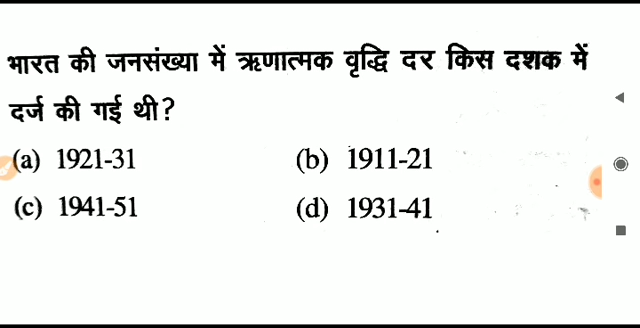 भारत की जनसंख्या में ऋणात्मक वृद्धि दर किस दशक में
दर्ज की गई थी?
(a) 1921-31 (b) 1911-21
(c) 1941-51 (d) 1931-41